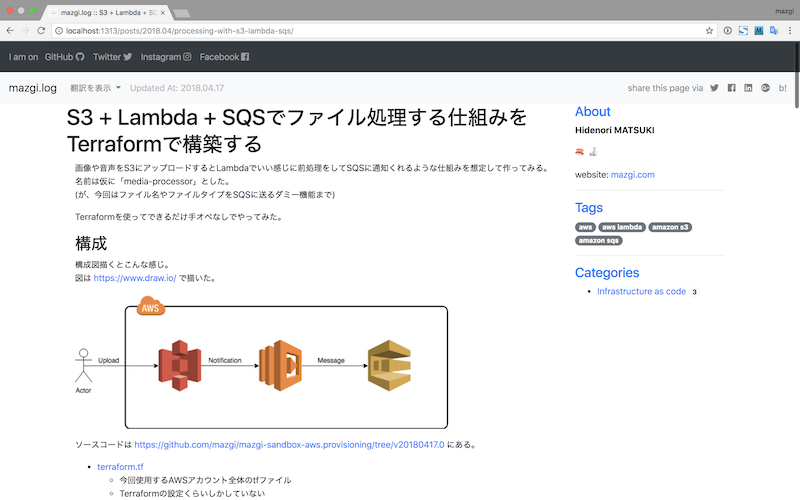 mazgi.log :: S3 + Lambda + SQ
mazgi
localhost:1313/posts/2018.04/processing-with-s3-lambda-sqs/
I am on GitHub Twitter Instagram Facebook
mazgi.log 翻訳を表示 Updated At: 2018.04.17 share this page via B!
S3 + Lambda + SQSでファイル処理する仕組みを
Terraformで構築する
画像や音声をS3にアップロードするとLambdaでいい感じに前処理をしてSQSに通知くれるような仕組みを想定して作ってみる。
名前は仮に「media-processor」とした。
(が、今回はファイル名やファイルタイプをSQSに送るダミー機能まで)
Terraformを使ってできるだけ手オペなしでやってみた。
構成
構成図描くとこんな感じ。
図は https://www.draw.io/ で描いた。
AWS
Upload
Notification
Message
Actor
ソースコードは https://github.com/mazgi/mazgi-sandbox-aws.provisioning/tree/v20180417.0 にある。
terraform.tf
今回使用するAWSアカウント全体のtfファイル
Terraformの設定くらいしかしていない
About
Hidenori MATSUKI
website: mazgi.com
Tags
aws aws lambda amazon s3
amazon sqs
Categories
Infrastructure as code 3